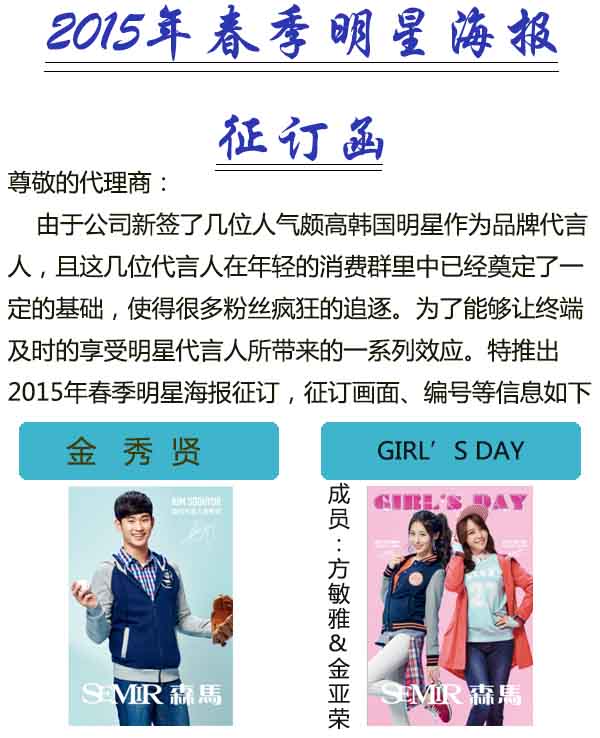 2015年春季明星海报
征订函
尊敬的代理商：
由于公司新签了几位人气颇高韩国明星作为品牌代言
人，且这几位代言人在年轻的消费群里中已经奠定了一
定的基础，使得很多粉丝疯狂的追逐。为了能够让终端
及时的享受明星代言人所带来的一系列效应。特推出
2015年春季明星海报征订，征订画面、编号等信息如下
金 秀 贤
GIRL’S DAY
KIM SOOHYUN
SEMIR 森馬
成员：方敏雅&金亚荣
GIRL'S DAY
SEMIR 森馬